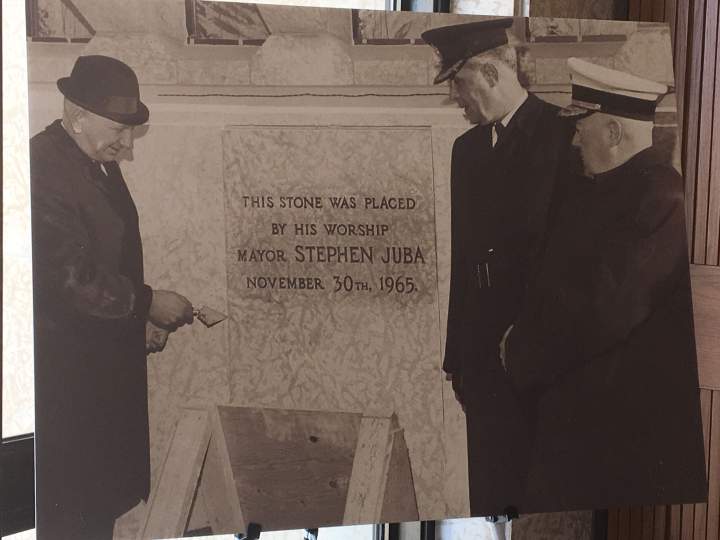 THIS STONE WAS PLACED
BY HIS WORSHIP
MAYOR STEPHEN JUBA
NOVEMBER 30TH, 1965.